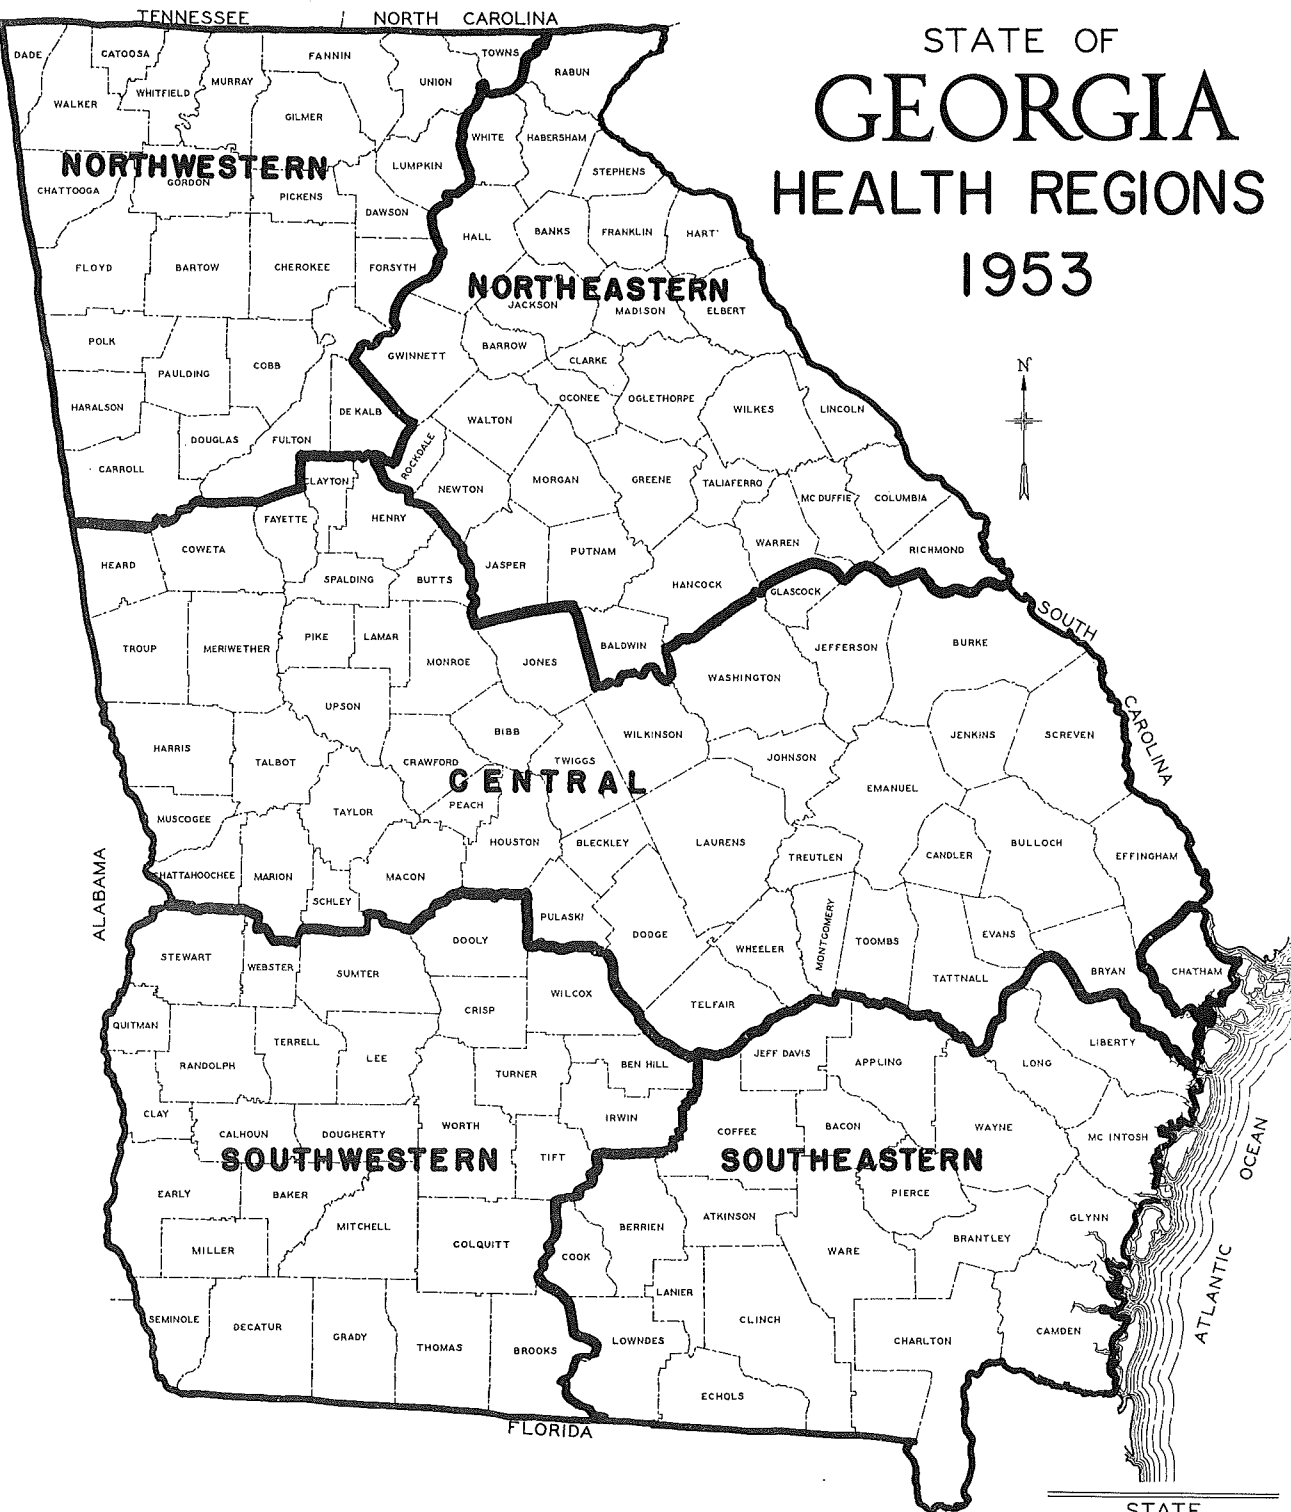 TENNESSEE
NORTH CAROLINA
STATE OF
GEORGIA
HEALTH REGIONS
1953
N
DADE
CATOOSA
FANNIN
TOWNS
RABUN
WALKER
WHITFIELD
MURRAY
UNION
GILMER
WHITE
HABERSHAM
NORTHWESTERN
LUMPKIN
STEPHENS
CHATTOOGA
GORDON
PICKENS
DAWSON
HALL
BANKS
FRANKLIN
HART
FLOYD
BARTOW
CHEROKEE
FORSYTH
NORTHEASTERN
JACKSON
MADISON
ELBERT
POLK
PAULDING
COBB
GWINNETT
BARROW
CLARKE
HARALSON
DOUGLAS
FULTON
DE KALB
WALTON
OCONEE
OGLETHORPE
WILKES
LINCOLN
CARROLL
CLAYTON
ROCKDALE
NEWTON
MORGAN
GREENE
TALIAFERRO
MC DUFFIE
COLUMBIA
HEARD
COWETA
FAYETTE
HENRY
JASPER
PUTNAM
WARREN
RICHMOND
SPALDING
BUTTS
HANCOCK
GLASCOCK
SOUTH
CAROLINA
TROUP
MERIWETHER
PIKE
LAMAR
MONROE
JONES
BALDWIN
WASHINGTON
JEFFERSON
BURKE
UPSON
HARRIS
TALBOT
CRAWFORD
BIBB
TWIGGS
WILKINSON
JOHNSON
JENKINS
SCREVEN
CENTRAL
EMANUEL
MUSCOGEE
TAYLOR
PEACH
HOUSTON
BLECKLEY
LAURENS
TREUTLEN
CANDLER
BULLOCH
EFFINGHAM
ALABAMA
CHATTAHOOCHEE
MARION
SCHLEY
MACON
PULASKI
DODGE
WHEELER
MONTGOMERY
TOOMBS
EVANS
TATTNALL
BRYAN
CHATHAM
STEWART
WEBSTER
SUMTER
DOOLY
CRISP
WILCOX
TELFAIR
QUITMAN
RANDOLPH
TERRELL
LEE
TURNER
BEN HILL
JEFF DAVIS
APPLING
LONG
LIBERTY
CLAY
CALHOUN
DOUGHERTY
WORTH
IRWIN
COFFEE
BACON
WAYNE
MC INTOSH
SOUTHWESTERN
TIFT
SOUTHEASTERN
EARLY
BAKER
MITCHELL
BERRIEN
ATKINSON
PIERCE
MILLER
COLQUITT
COOK
WARE
BRANTLEY
GLYNN
SEMINOLE
DECATUR
GRADY
THOMAS
BROOKS
LANIER
LOWNDES
CLINCH
CHARLTON
CAMDEN
ECHOLS
ATLANTIC
OCEAN
FLORIDA
STATE